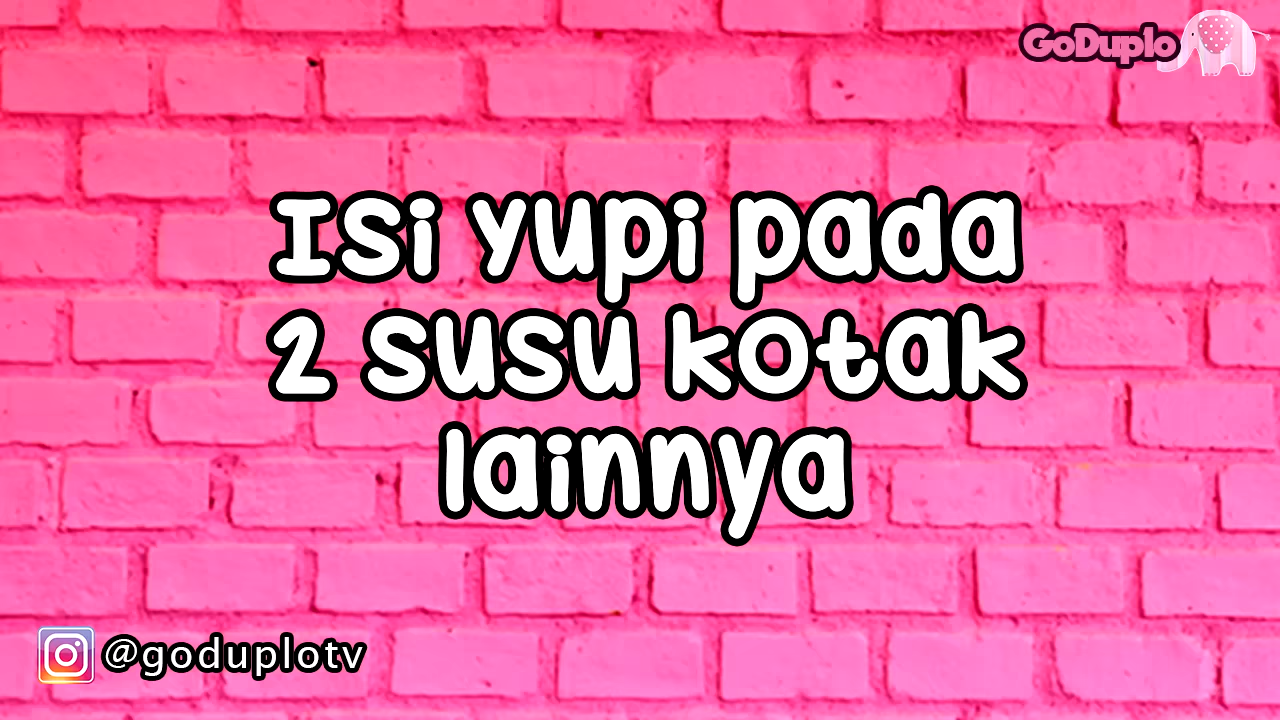 GoDuplo
Isi yupi pada
2 susu kotak
lainnya
@goduplotv